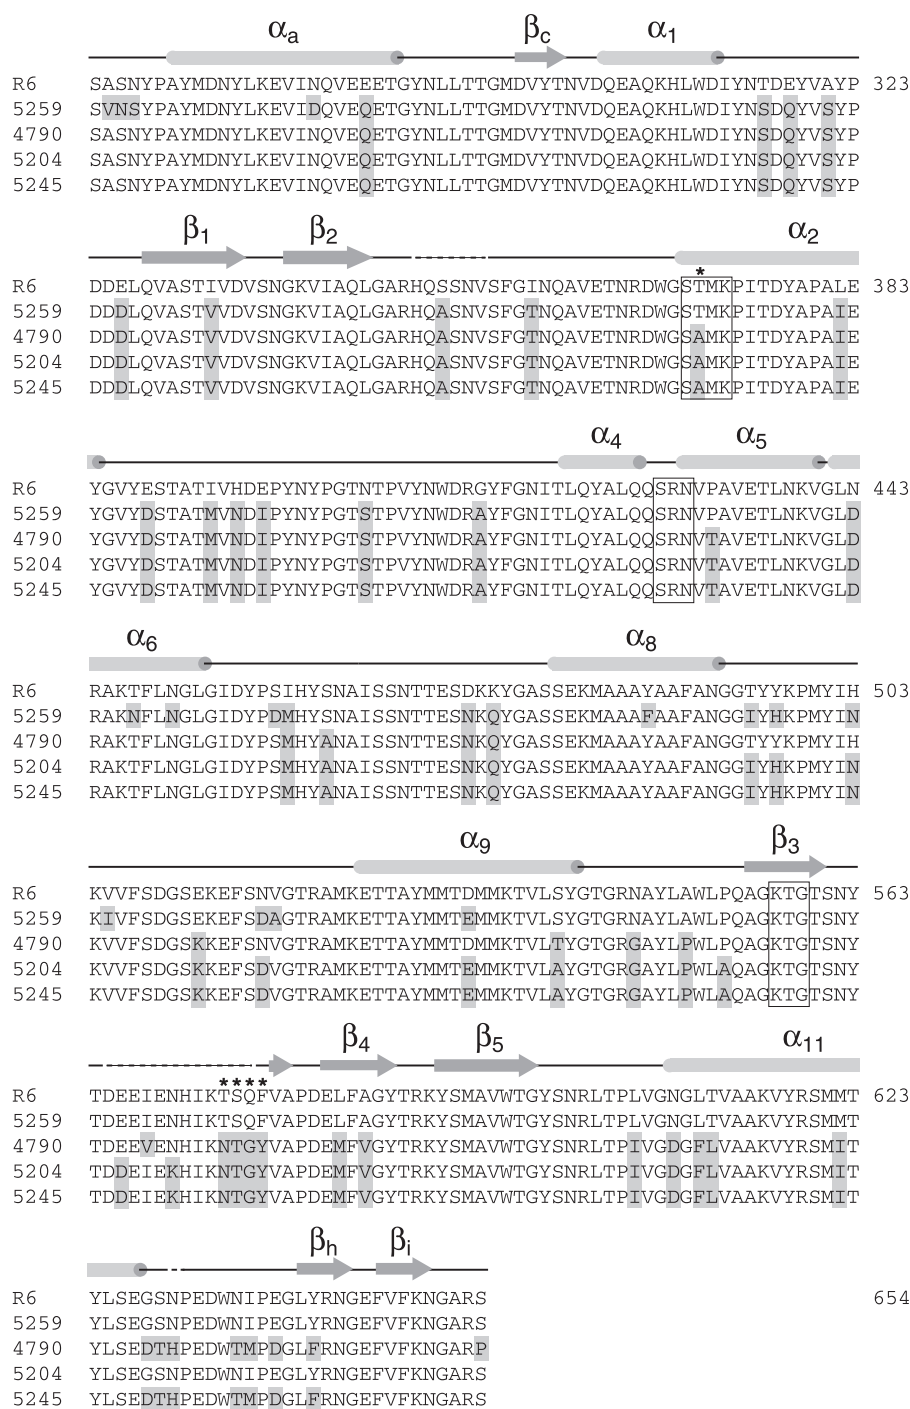 αa βc α1
R6 SASNYPAYMDNYLKEVINQVEEETGYNLLTTGMDVYTNVDQEAQKHLWDIYNTDEYVAYP 323
5259 SVNSYPAYMDNYLKEVIDQVEQETGYNLLTTGMDVYTNVDQEAQKHLWDIYNSDQYVSYP
4790 SASNYPAYMDNYLKEVINQVEQETGYNLLTTGMDVYTNVDQEAQKHLWDIYNSDQYVSYP
5204 SASNYPAYMDNYLKEVINQVEQETGYNLLTTGMDVYTNVDQEAQKHLWDIYNSDQYVSYP
5245 SASNYPAYMDNYLKEVINQVEQETGYNLLTTGMDVYTNVDQEAQKHLWDIYNSDQYVSYP
β1 β2 α2
*
R6 DDELQVASTIVDVSNGKVIAQLGARHQSSNVSFGINQAVETNRDWGSTMKPITDYAPALE 383
5259 DDDLQVASTVVDVSNGKVIAQLGARHQASNVSFGTNQAVETNRDWGSTMKPITDYAPAIE
4790 DDDLQVASTVVDVSNGKVIAQLGARHQASNVSFGTNQAVETNRDWGSAMKPITDYAPAIE
5204 DDDLQVASTVVDVSNGKVIAQLGARHQASNVSFGTNQAVETNRDWGSAMKPITDYAPAIE
5245 DDDLQVASTVVDVSNGKVIAQLGARHQASNVSFGTNQAVETNRDWGSAMKPITDYAPAIE
α4 α5
R6 YGVYESTATIVHDEPYNYPGTNTPVYNWDRGYFGNITLQYALQQSRNVPAVETLNKVGLN 443
5259 YGVYDSTATMVNDIPYNYPGTSTPVYNWDRAYFGNITLQYALQQSRNVPAVETLNKVGLD
4790 YGVYDSTATMVNDIPYNYPGTSTPVYNWDRAYFGNITLQYALQQSRNVTAVETLNKVGLD
5204 YGVYDSTATMVNDIPYNYPGTSTPVYNWDRAYFGNITLQYALQQSRNVTAVETLNKVGLD
5245 YGVYDSTATMVNDIPYNYPGTSTPVYNWDRAYFGNITLQYALQQSRNVTAVETLNKVGLD
α6 α8
R6 RAKTFLNGLGIDYPSIHYSNAISSNTTESDKKYGASSEKMAAAYAAFANGGTYYKPMYIH 503
5259 RAKNFLNGLGIDYPDMHYSNAISSNTTESNKQYGASSEKMAAAFAAFANGGIYHKPMYIN
4790 RAKTFLNGLGIDYPSMHYANAISSNTTESNKQYGASSEKMAAAYAAFANGGTYYKPMYIH
5204 RAKTFLNGLGIDYPSMHYANAISSNTTESNKQYGASSEKMAAAYAAFANGGIYHKPMYIN
5245 RAKTFLNGLGIDYPSMHYANAISSNTTESNKQYGASSEKMAAAYAAFANGGIYHKPMYIN
α9 β3
R6 KVVFSDGSEKEFSNVGTRAMKETTAYMMTDMMKTVLSYGTGRNAYLAWLPQAGKTGTSNY 563
5259 KIVFSDGSEKEFSDAGTRAMKETTAYMMTEMMKTVLSYGTGRNAYLAWLPQAGKTGTSNY
4790 KVVFSDGSKKEFSNVGTRAMKETTAYMMTDMMKTVLTYGTGRGAYLPWLPQAGKTGTSNY
5204 KVVFSDGSKKEFSDVGTRAMKETTAYMMTEMMKTVLAYGTGRGAYLPWLAQAGKTGTSNY
5245 KVVFSDGSKKEFSDVGTRAMKETTAYMMTEMMKTVLAYGTGRGAYLPWLAQAGKTGTSNY
β4 β5 α11
****
R6 TDEEIENHIKTSQFVAPDELFAGYTRKYSMAVWTGYSNRLTPLVGNGLTVAAKVYRSMMT 623
5259 TDEEIENHIKTSQFVAPDELFAGYTRKYSMAVWTGYSNRLTPLVGNGLTVAAKVYRSMMT
4790 TDEEVENHIKNTGYVAPDEMFVGYTRKYSMAVWTGYSNRLTPIVGDGFLVAAKVYRSMIT
5204 TDDEIEKHIKNTGYVAPDEMFVGYTRKYSMAVWTGYSNRLTPIVGDGFLVAAKVYRSMIT
5245 TDDEIEKHIKNTGYVAPDEMFVGYTRKYSMAVWTGYSNRLTPIVGDGFLVAAKVYRSMIT
βh βi
R6 YLSEGSNPEDWNIPEGLYRNGEFVFKNGARS 654
5259 YLSEGSNPEDWNIPEGLYRNGEFVFKNGARS
4790 YLSEDTHPEDWTMPDGLFRNGEFVFKNGARP
5204 YLSEGSNPEDWNIPEGLYRNGEFVFKNGARS
5245 YLSEDTHPEDWTMPDGLFRNGEFVFKNGARS